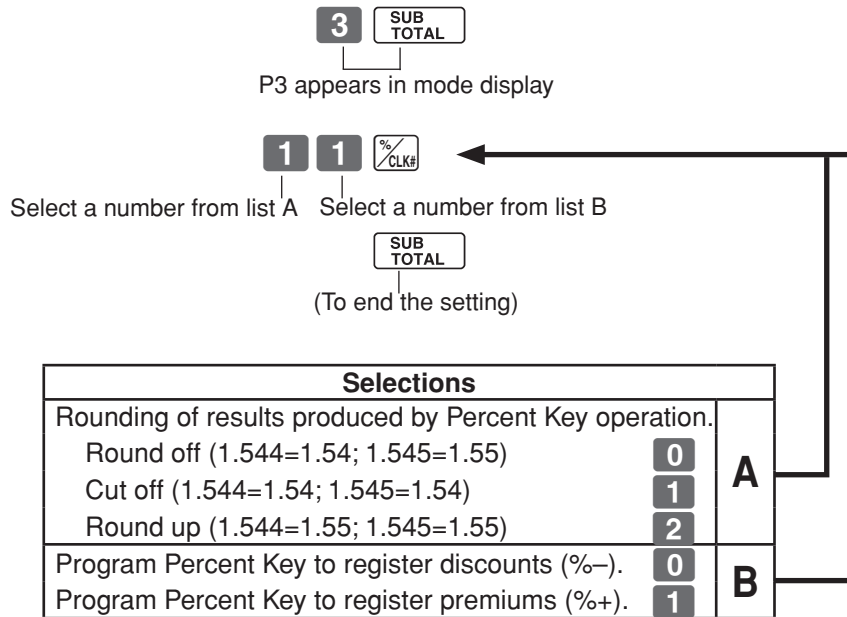 3 SUB TOTAL
P3 appears in mode display
1 1 %/CLK#
Select a number from list A Select a number from list B
SUB TOTAL
(To end the setting)
Selections
Rounding of results produced by Percent Key operation.
Round off (1.544=1.54; 1.545=1.55) 0
Cut off (1.544=1.54; 1.545=1.54) 1
Round up (1.544=1.55; 1.545=1.55) 2
A
Program Percent Key to register discounts (%–). 0
Program Percent Key to register premiums (%+). 1
B